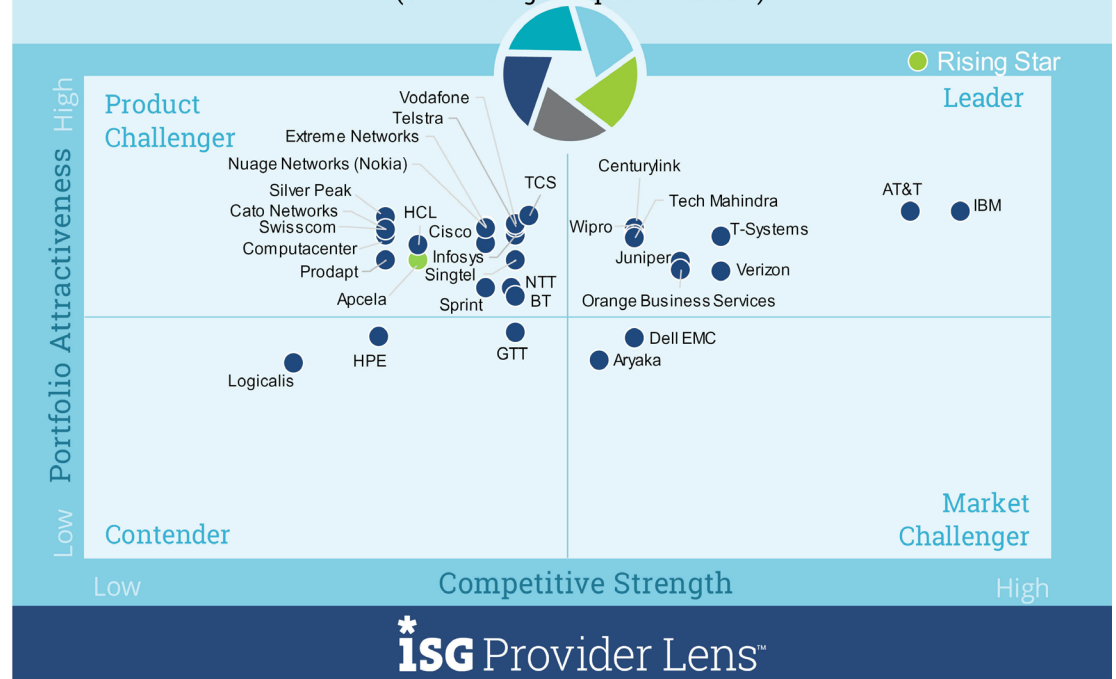 Rising Star
High
Product
Challenger
Leader
Vodafone
Telstra
Extreme Networks
Nuage Networks (Nokia)
Centurylink
Silver Peak
TCS
AT&T
Tech Mahindra
IBM
Cato Networks
HCL
Swisscom
Cisco
Wipro
T-Systems
Computacenter
Infosys
Juniper
Prodapt
Singtel
Verizon
NTT
Apcela
Sprint
BT
Orange Business Services
Dell EMC
HPE
GTT
Aryaka
Logicalis
Portfolio Attractiveness
Market
Challenger
Contender
Low
Low
Competitive Strength
High
*ISG Provider Lens™